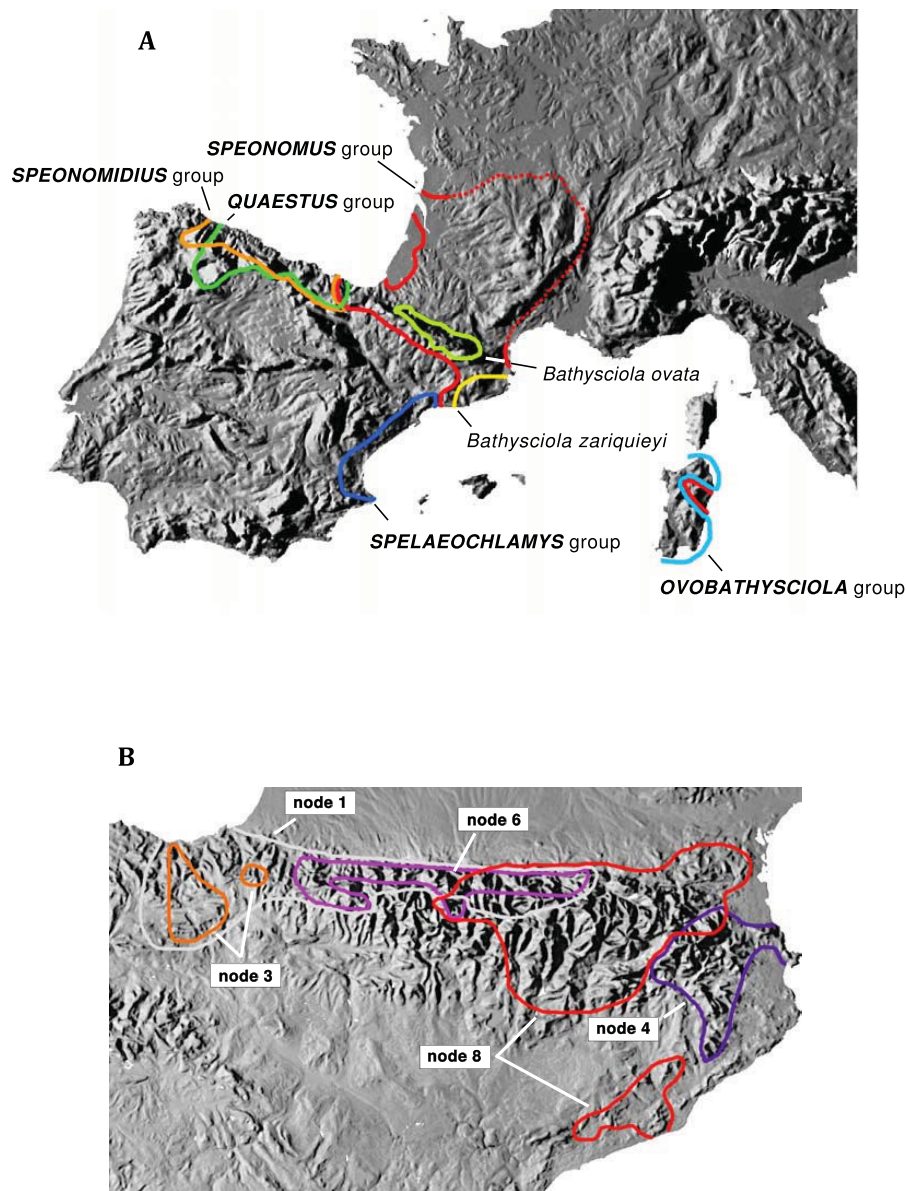 A
SPEONOMUS group
SPEONOMIDIUS group
QUAESTUS group
Bathysciola ovata
Bathysciola zariquieyi
SPELAEOCHLAMYS group
OVOBATHYSCIOLA group
B
node 1
node 6
node 3
node 4
node 8